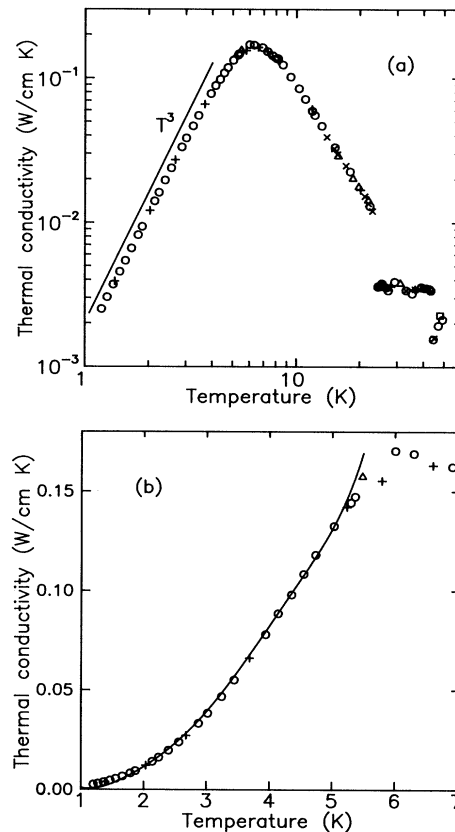 Thermal conductivity (W/cm K)
10⁻¹
10⁻²
10⁻³
T³
(a)
1
10
Temperature (K)
Thermal conductivity (W/cm K)
0.15
0.10
0.05
0.00
(b)
1 2 3 4 5 6 7
Temperature (K)